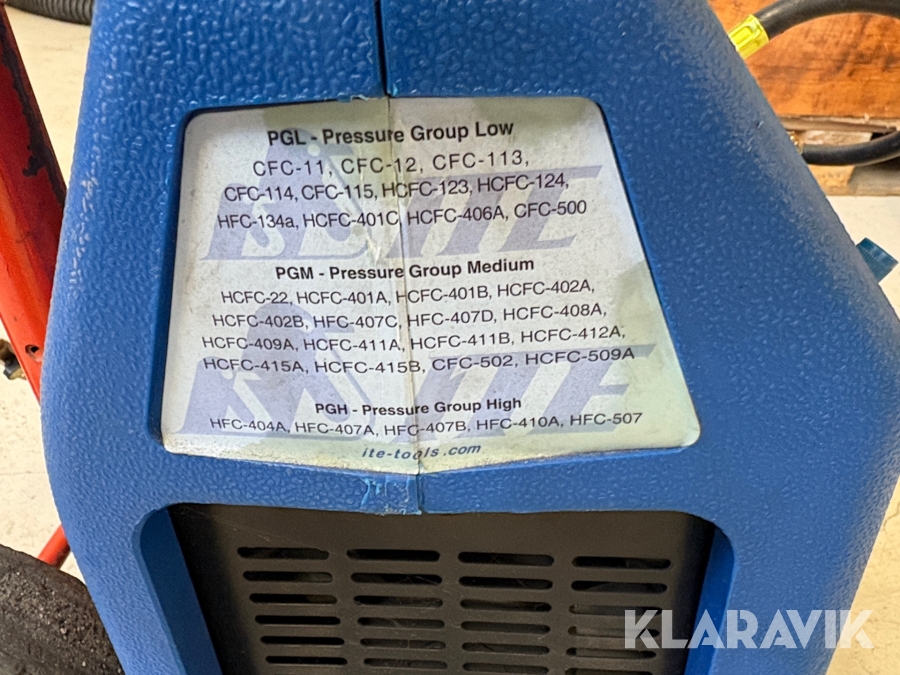 PGL - Pressure Group Low
CFC-11, CFC-12, CFC-113,
CFC-114, CFC-115, HCFC-123, HCFC-124,
HFC-134a, HCFC-401C, HCFC-406A, CFC-500
ITE
PGM - Pressure Group Medium
HCFC-22, HCFC-401A, HCFC-401B, HCFC-402A,
HCFC-402B, HFC-407C, HFC-407D, HCFC-408A,
HCFC-409A, HCFC-411A, HCFC-411B, HCFC-412A,
HCFC-415A, HCFC-415B, CFC-502, HCFC-509A
ITE
PGH - Pressure Group High
HFC-404A, HFC-407A, HFC-407B, HFC-410A, HFC-507
ite-tools.com
KLARAVIK